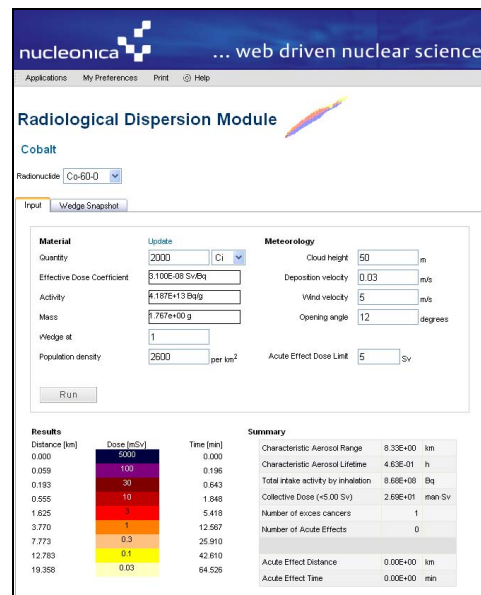 nucleonica
... web driven nuclear science
Applications My Preferences Print Help
Radiological Dispersion Module
Cobalt
Radionuclide Co-60-0
Input Wedge Snapshot
Material Update Meteorology
Quantity 2000 Ci Cloud height 50 m
Effective Dose Coefficient 3.100E-08 Sv/Bq Deposition velocity 0.03 m/s
Activity 4.187E+13 Bq/g Wind velocity 5 m/s
Mass 1.767e+00 g Opening angle 12 degrees
Wedge at 1
Population density 2600 per km² Acute Effect Dose Limit 5 Sv
Run
Results Summary
Distance [km] Dose [mSv] Time [min] Characteristic Aerosol Range 8.33E+00 km
0.000 5000 0.000 Characteristic Aerosol Lifetime 4.63E-01 h
0.059 100 0.196 Total intake activity by inhalation 8.68E+08 Bq
0.193 30 0.643 Collective Dose (<5.00 Sv) 2.69E+01 man·Sv
0.555 10 1.848 Number of exces cancers 1
1.625 3 5.418 Number of Acute Effects 0
3.770 1 12.567
7.773 0.3 25.910
12.783 0.1 42.610 Acute Effect Distance 0.00E+00 km
19.358 0.03 64.526 Acute Effect Time 0.00E+00 min